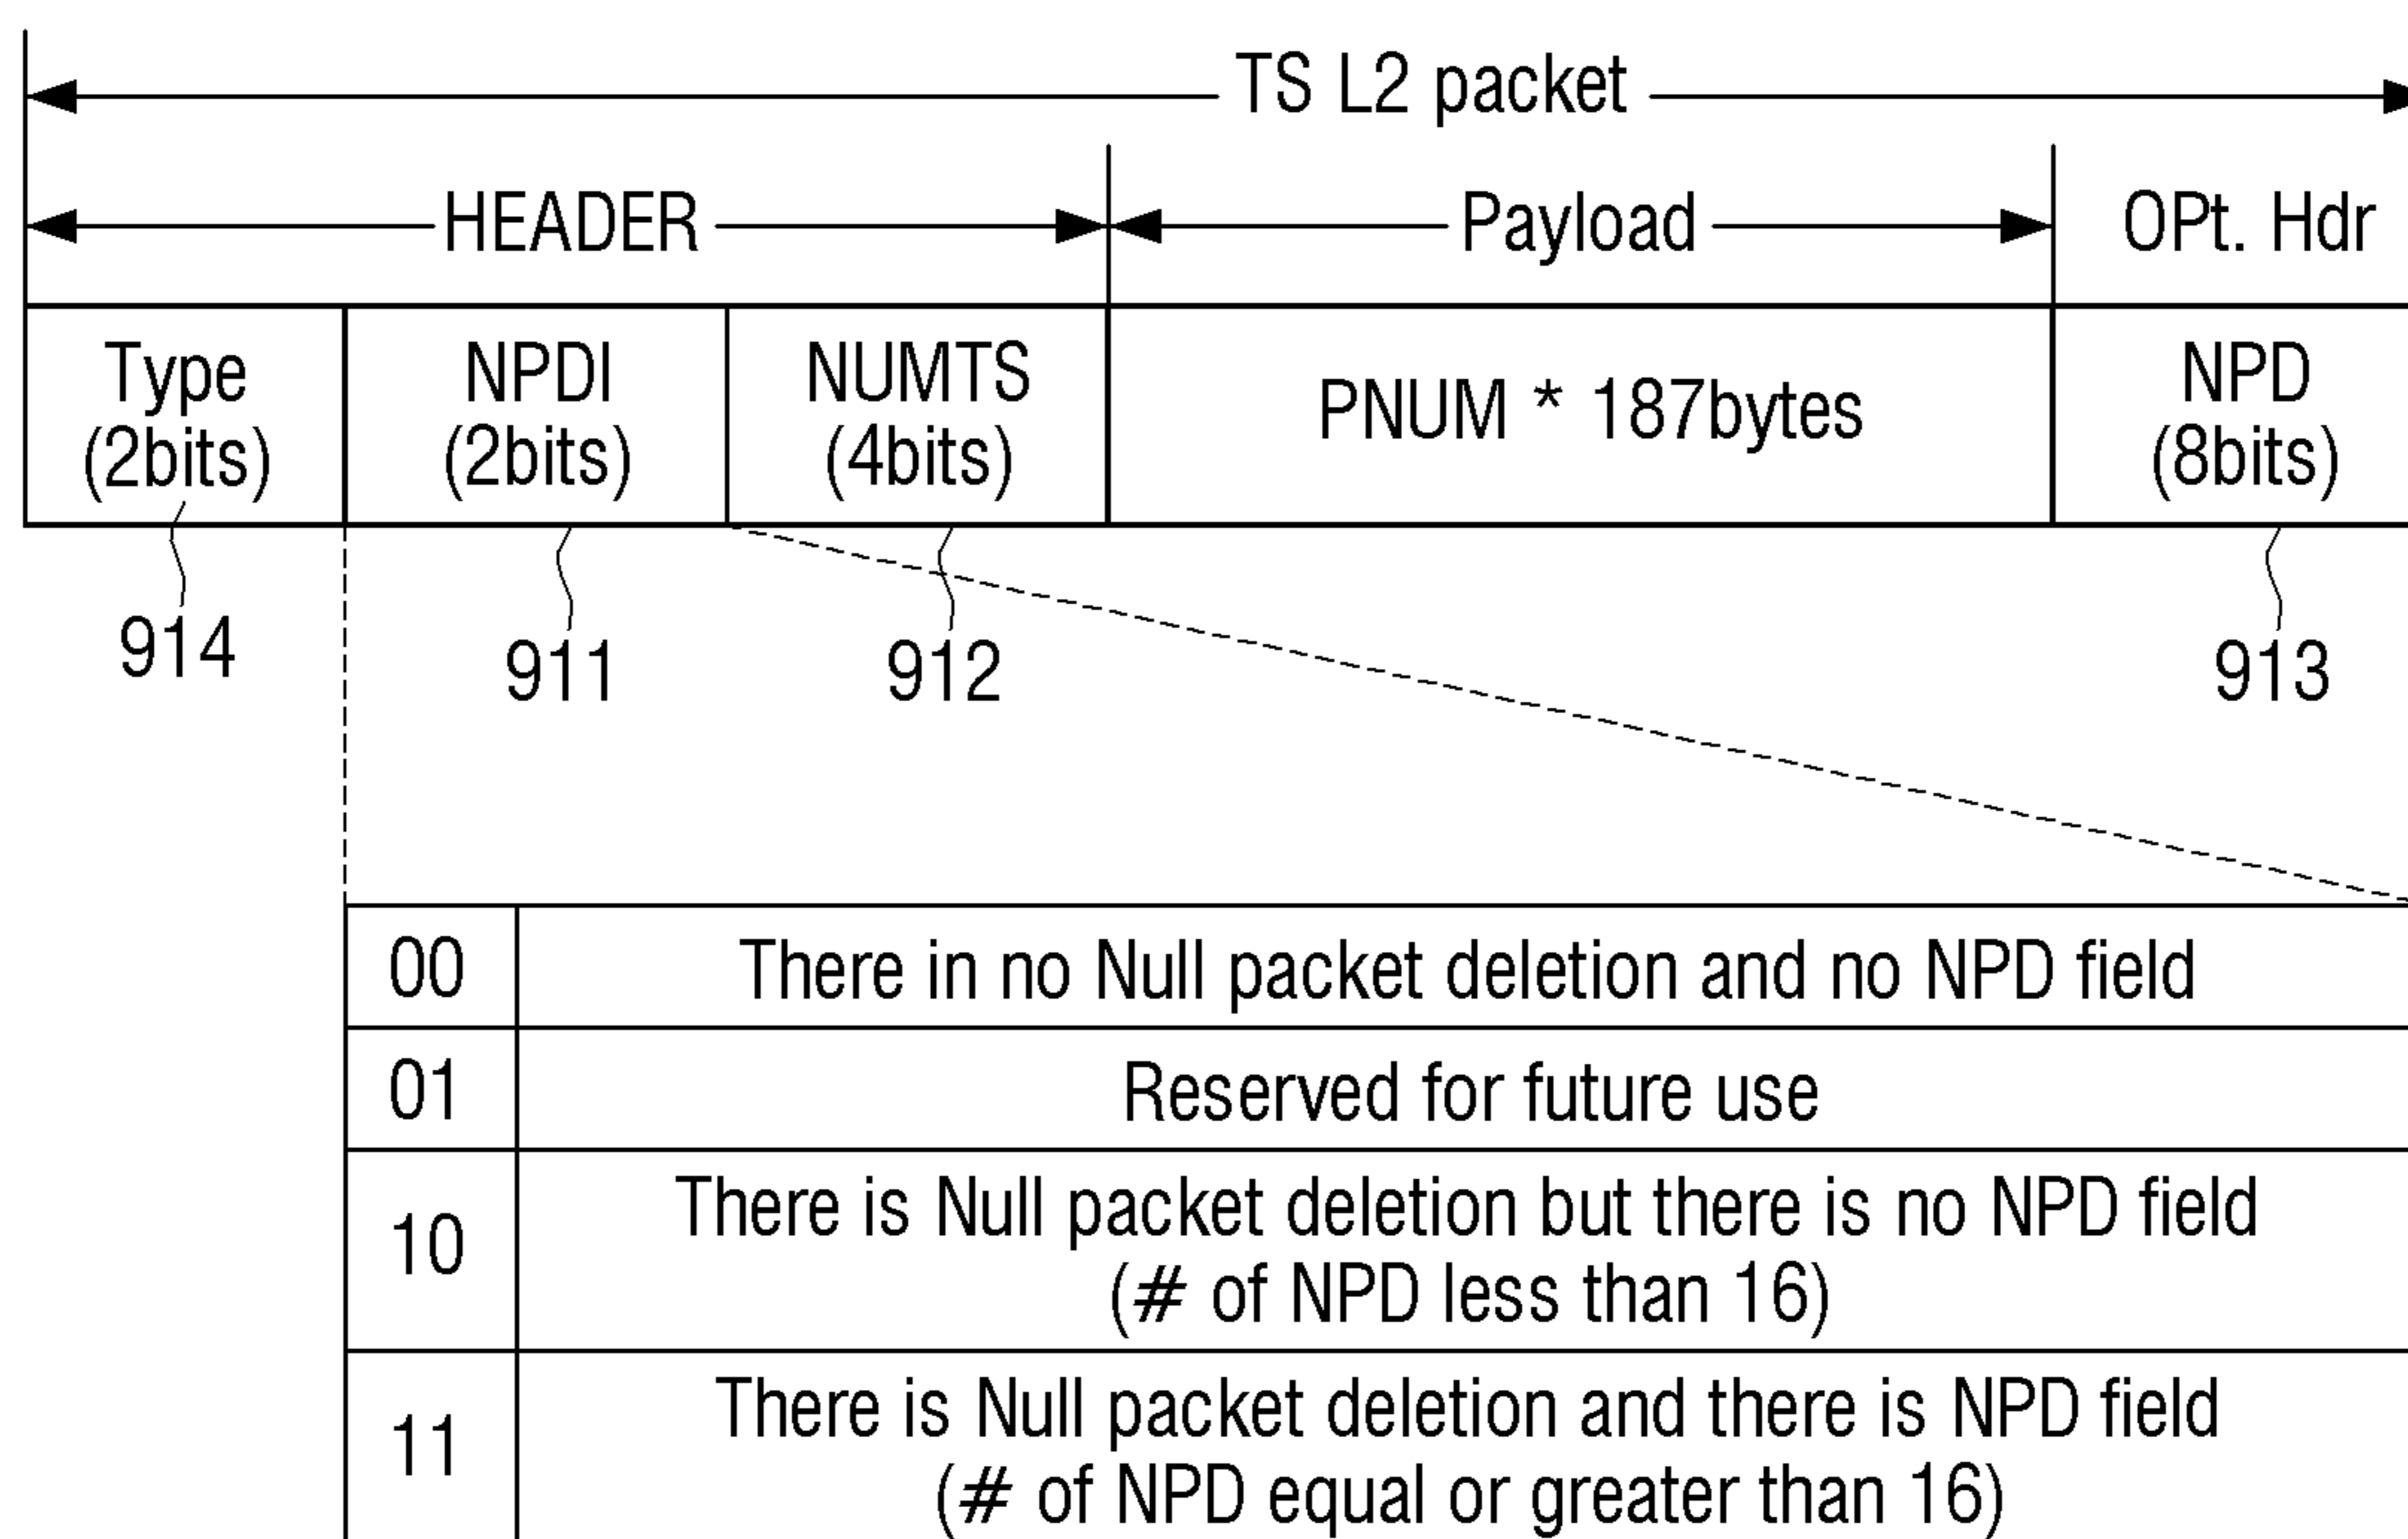 TS L2 packet
HEADER
Payload
OPt. Hdr
Type
(2bits)
NPDI
(2bits)
NUMTS
(4bits)
PNUM * 187bytes
NPD
(8bits)
914
911
912
913
00
There in no Null packet deletion and no NPD field
01
Reserved for future use
10
There is Null packet deletion but there is no NPD field
(# of NPD less than 16)
11
There is Null packet deletion and there is NPD field
(# of NPD equal or greater than 16)